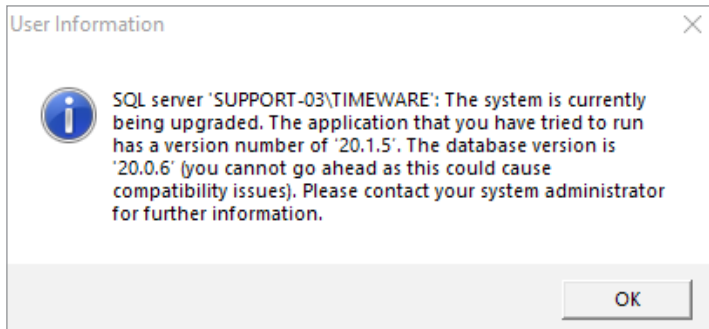 User Information
SQL server 'SUPPORT-03\TIMEWARE': The system is currently
being upgraded. The application that you have tried to run
has a version number of '20.1.5'. The database version is
'20.0.6' (you cannot go ahead as this could cause
compatibility issues). Please contact your system administrator
for further information.
OK